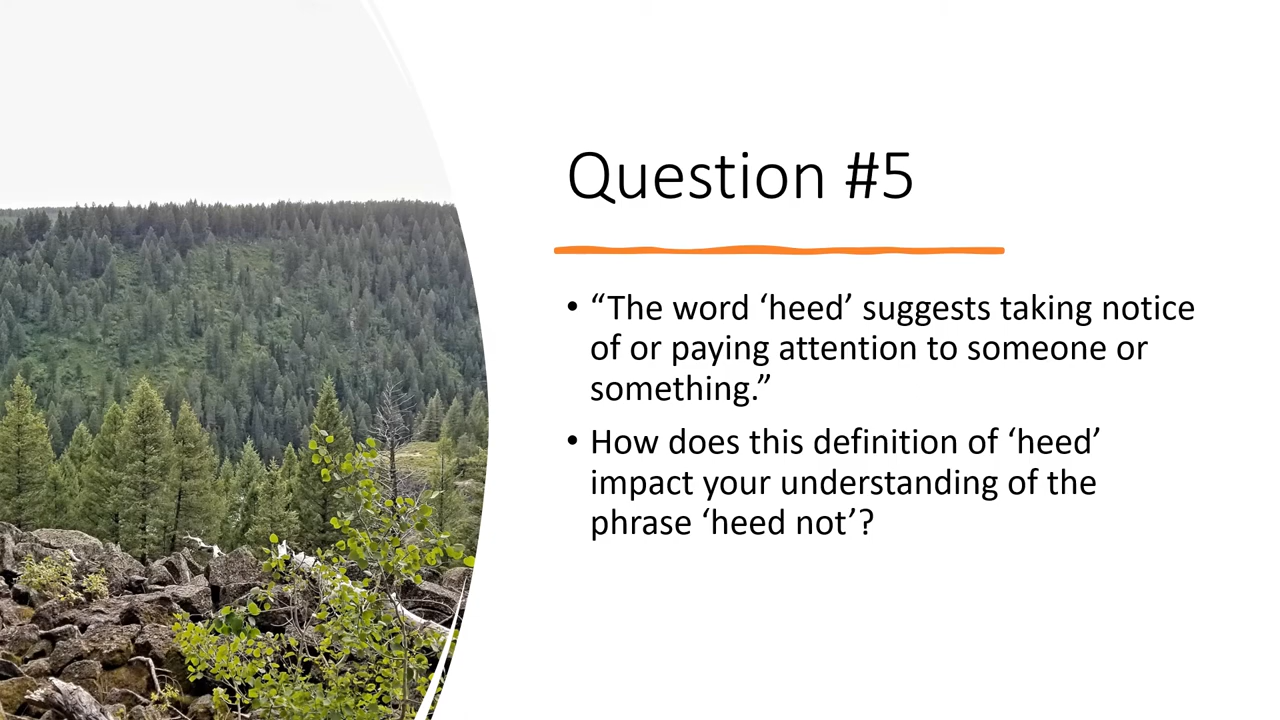 Question #5
• “The word ‘heed’ suggests taking notice
of or paying attention to someone or
something.”
• How does this definition of ‘heed’
impact your understanding of the
phrase ‘heed not’?